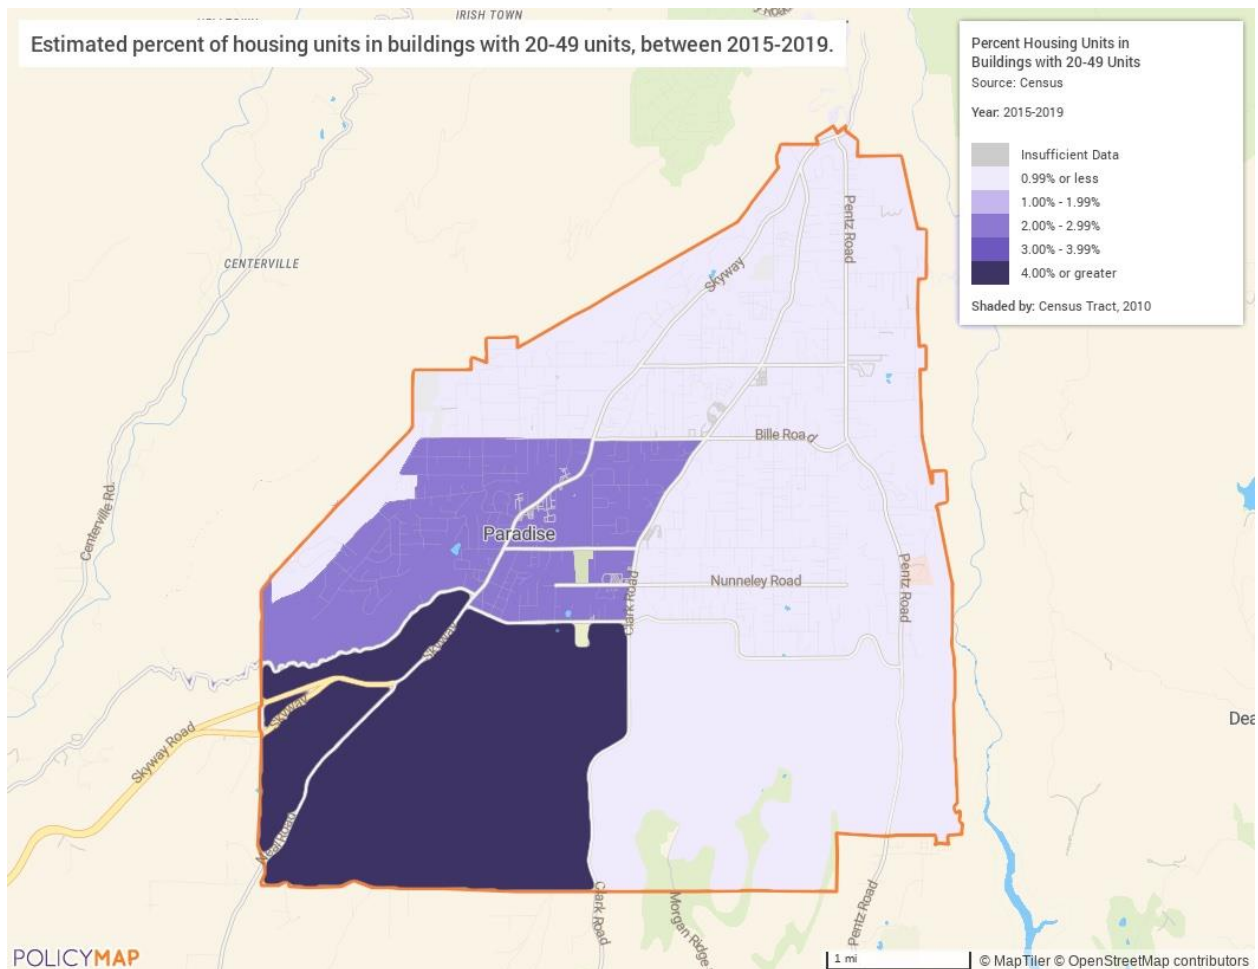 IRISH TOWN
Estimated percent of housing units in buildings with 20-49 units, between 2015-2019.
Percent Housing Units in
Buildings with 20-49 Units
Source: Census
Year: 2015-2019
Insufficient Data
0.99% or less
1.00% - 1.99%
2.00% - 2.99%
3.00% - 3.99%
4.00% or greater
Shaded by: Census Tract, 2010
CENTERVILLE
Pentz Road
Skyway
Bille Road
Centerville Rd.
Paradise
Nunneley Road
Clark Road
Pentz Road
Skyway
Skyway
Skyway Road
Dea
Neal Road
Clark Road
Morgan Ridge
Pentz Road
POLICYMAP
1 mi
© MapTiler © OpenStreetMap contributors